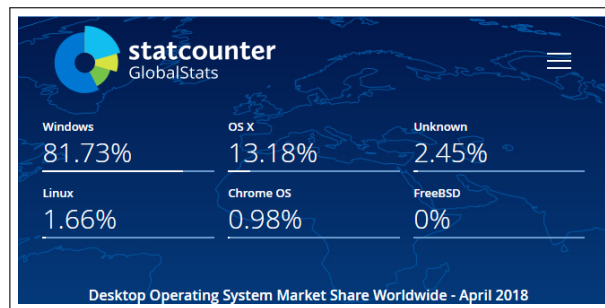 statcounter
GlobalStats
Windows OS X Unknown
81.73% 13.18% 2.45%
Linux Chrome OS FreeBSD
1.66% 0.98% 0%
Desktop Operating System Market Share Worldwide - April 2018